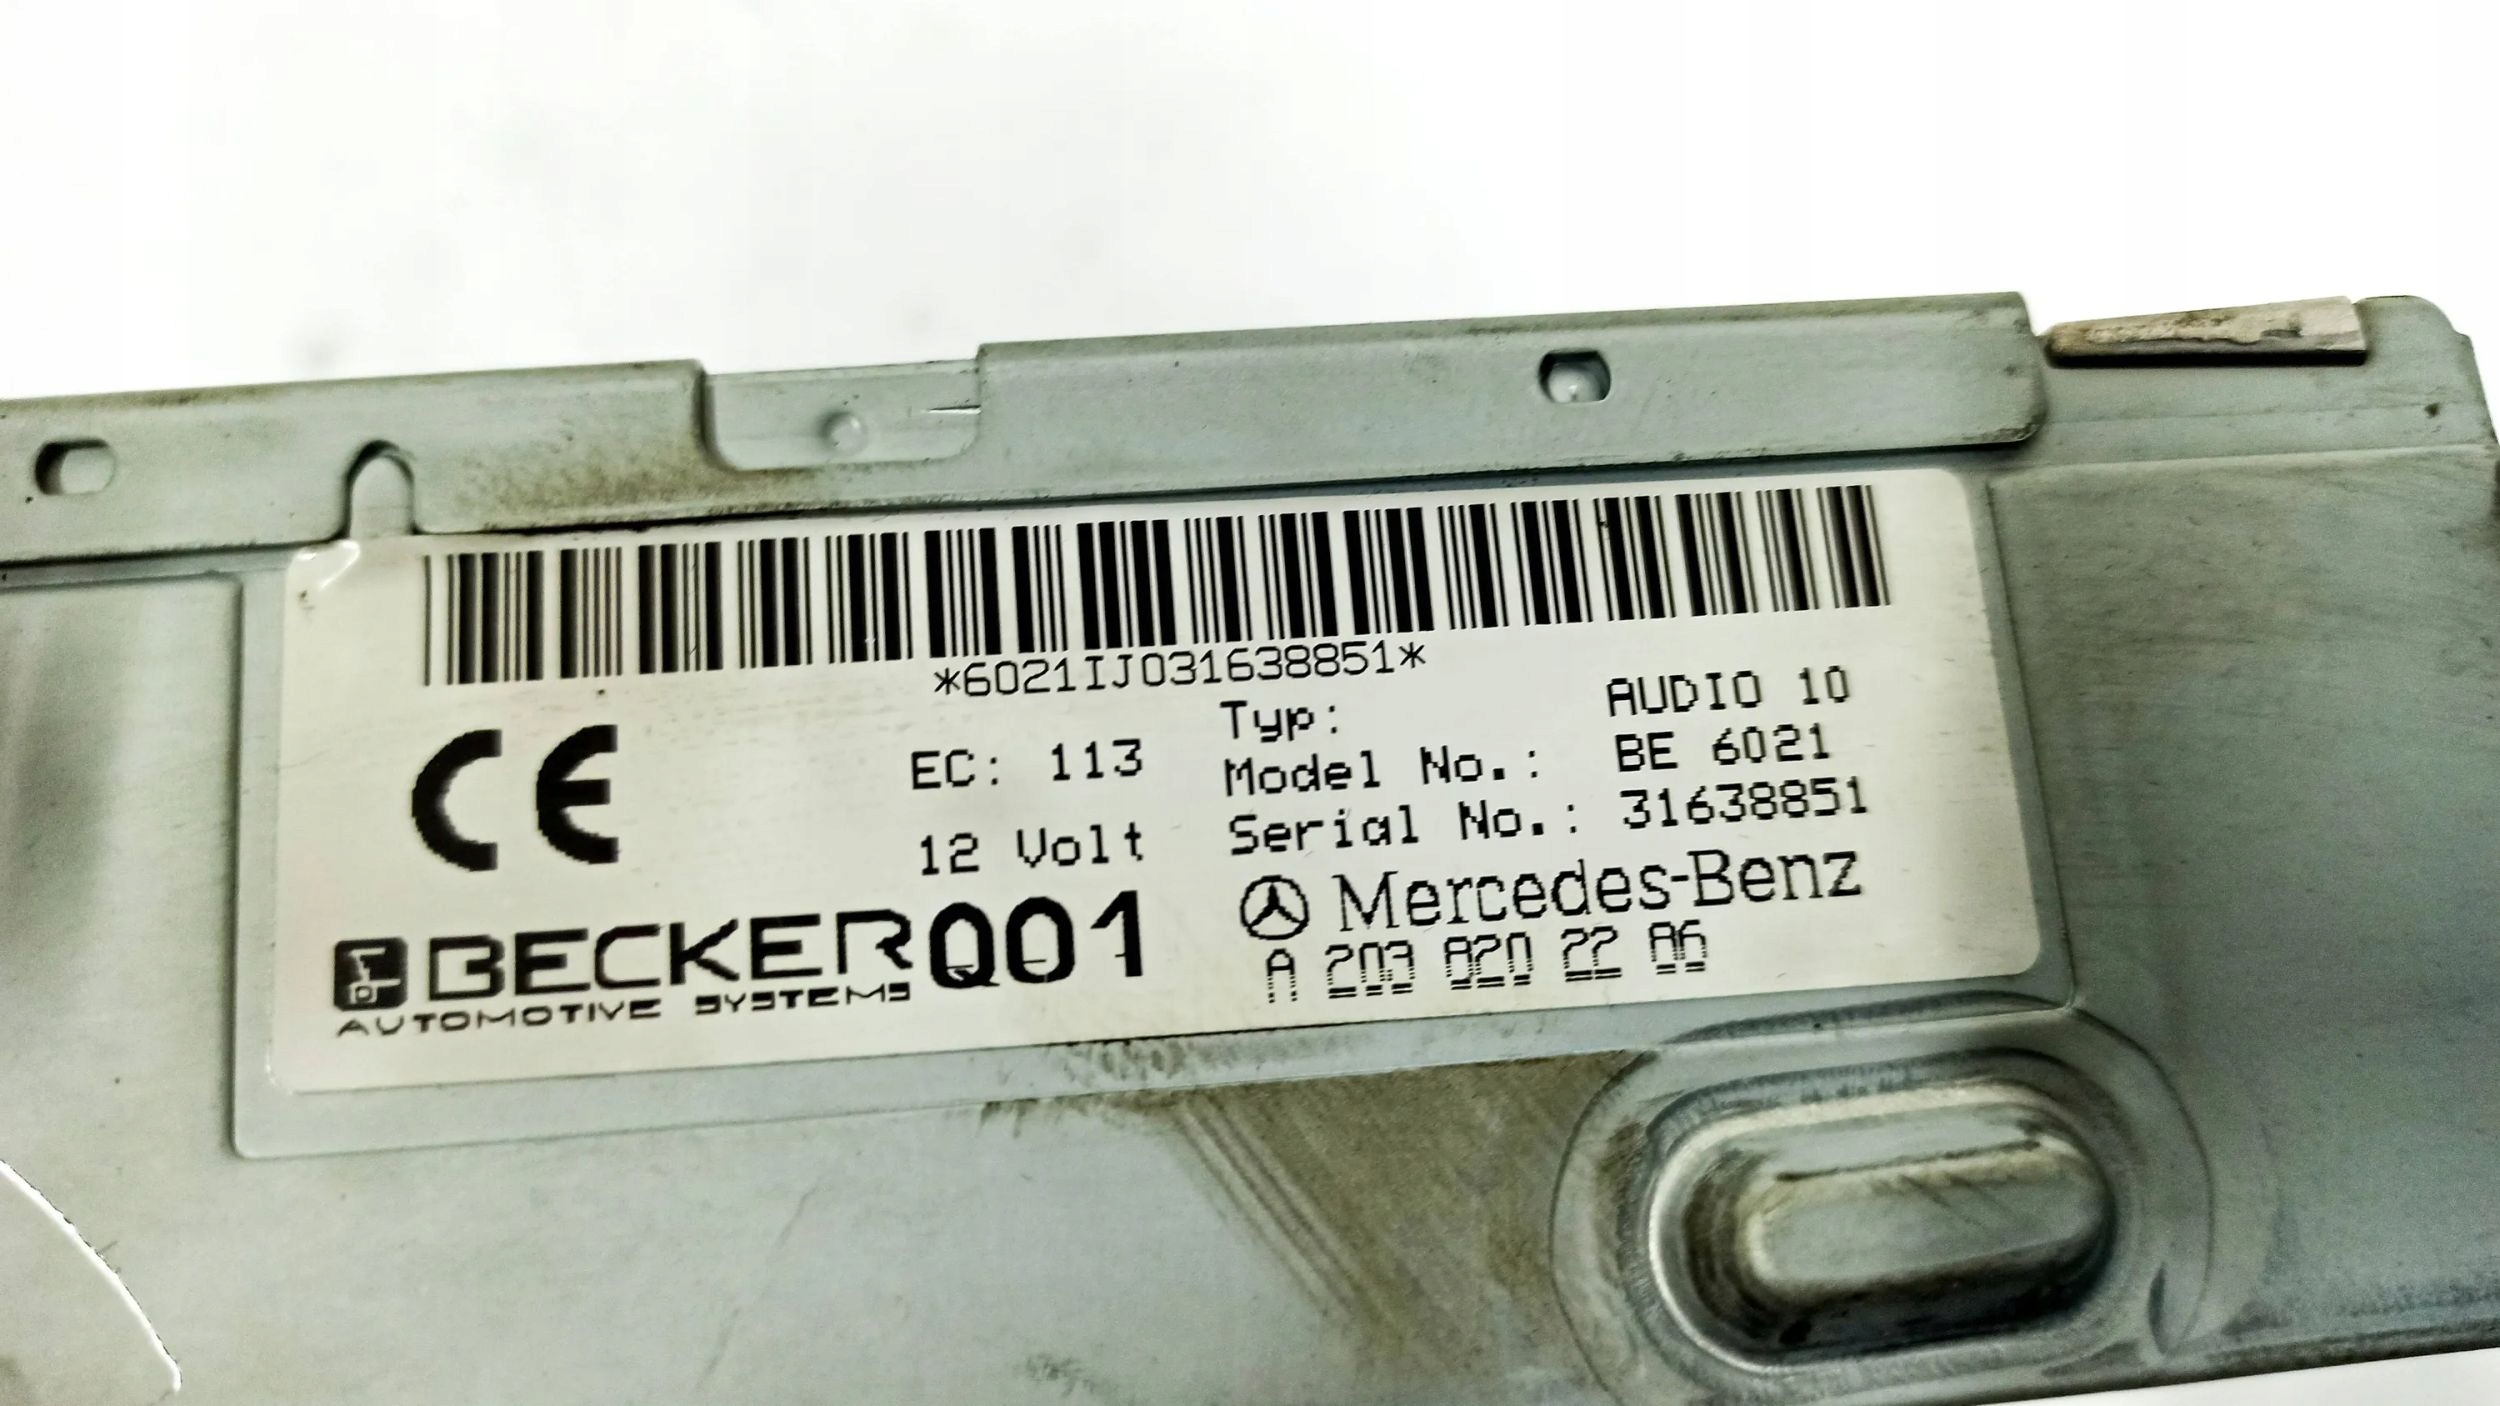 *6021IJ031638851*
Typ: AUDIO 10
EC: 113 Model No.: BE 6021
12 Volt Serial No.: 31638851
BECKER Q01 Mercedes-Benz
AUTOMOTIVE SYSTEMS A 203 820 22 86
CE